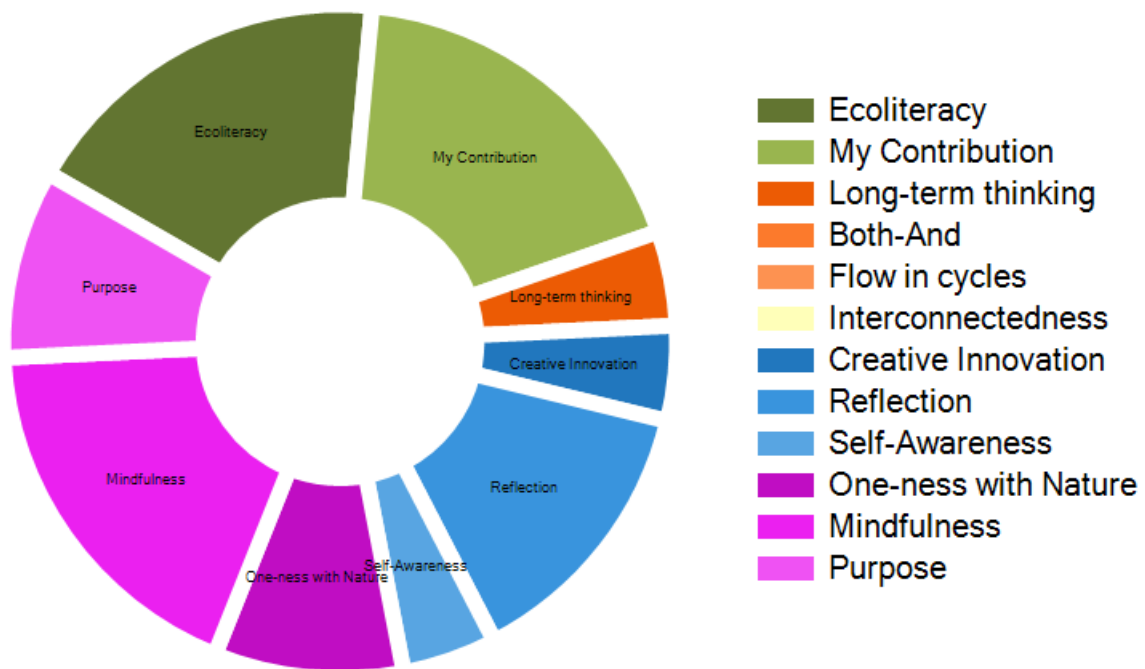 Ecoliteracy
My Contribution
Long-term thinking
Creative Innovation
Reflection
Self-Awareness
One-ness with Nature
Mindfulness
Purpose
Ecoliteracy
My Contribution
Long-term thinking
Both-And
Flow in cycles
Interconnectedness
Creative Innovation
Reflection
Self-Awareness
One-ness with Nature
Mindfulness
Purpose